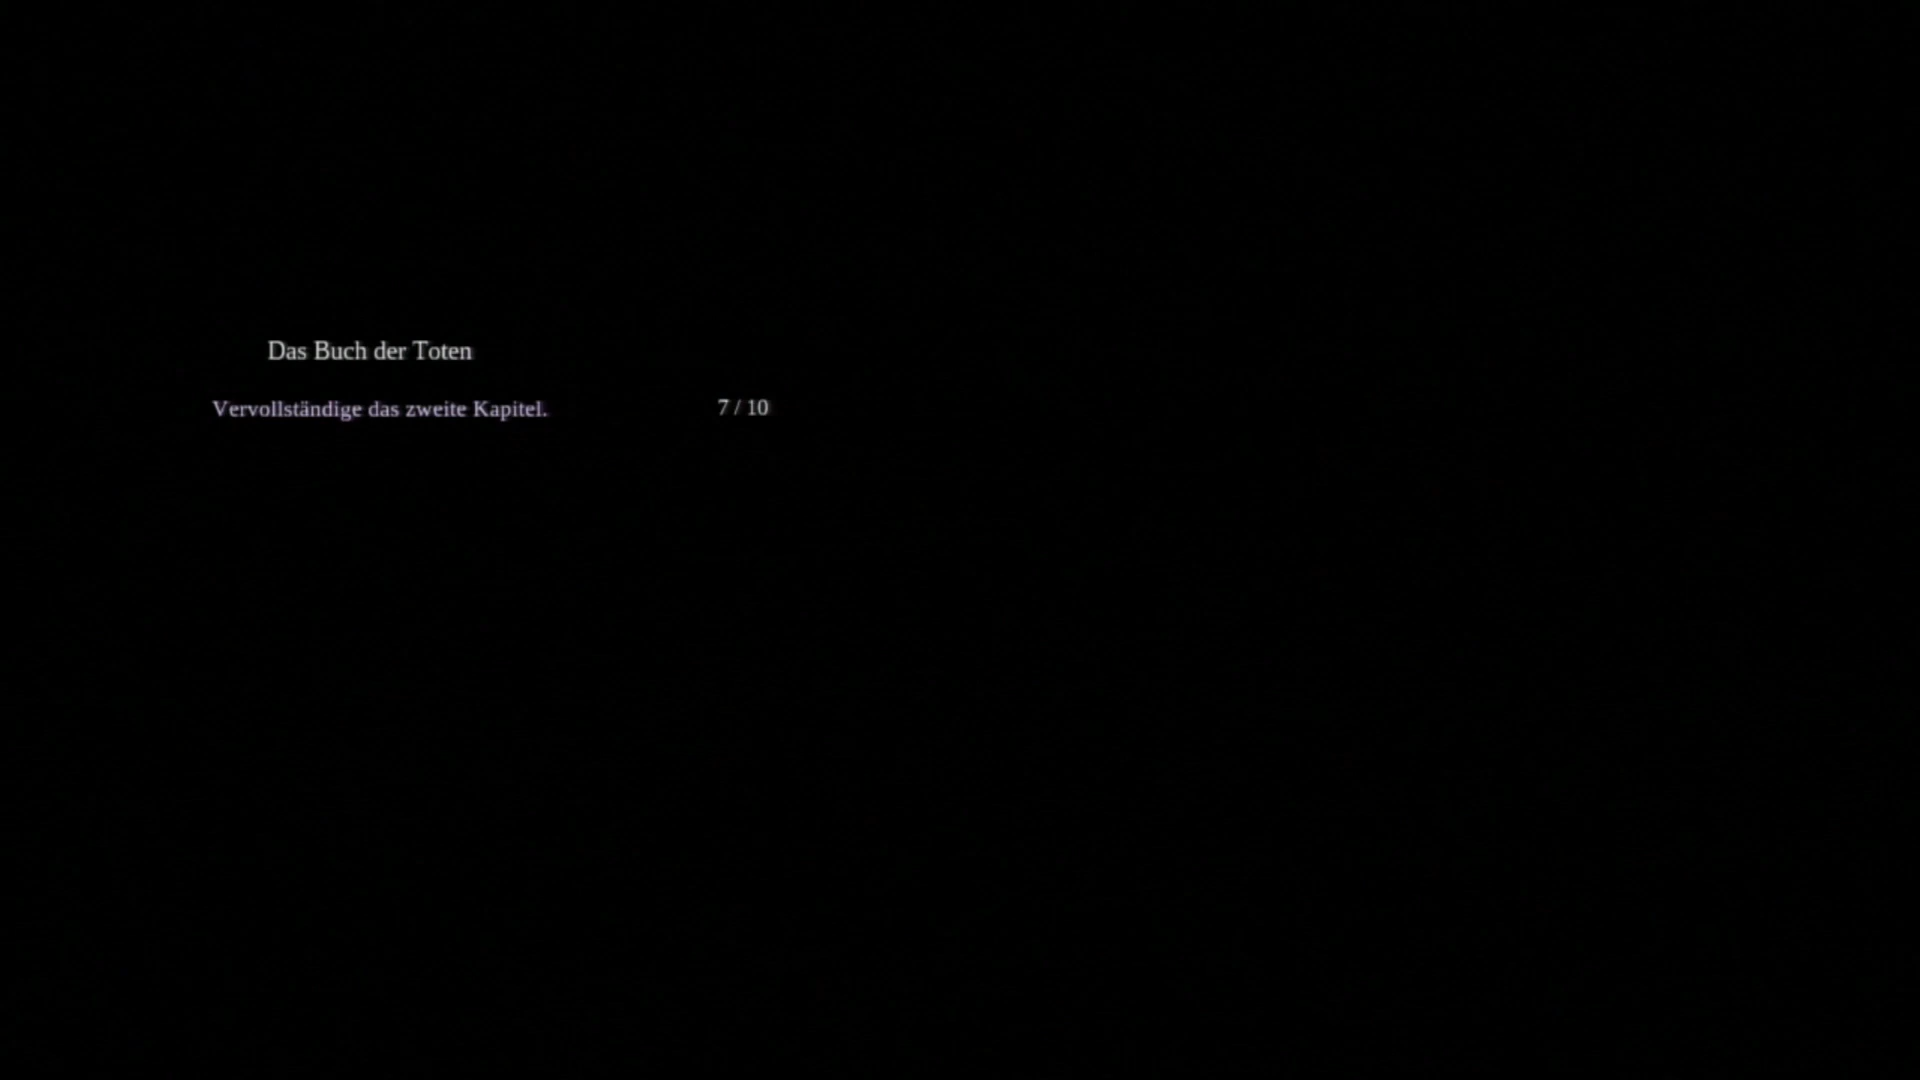 Das Buch der Toten
Vervollständige das zweite Kapitel. 7 / 10